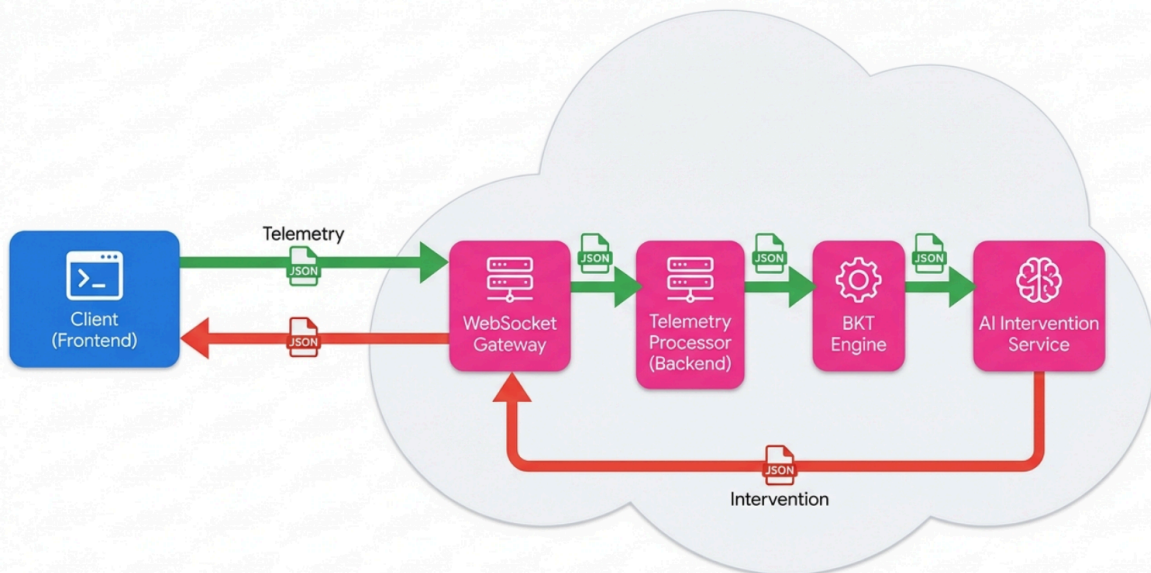 Telemetry
JSON
Client
(Frontend)
JSON
WebSocket
Gateway
JSON
Telemetry
Processor
(Backend)
JSON
BKT
Engine
JSON
AI Intervention
Service
JSON
Intervention